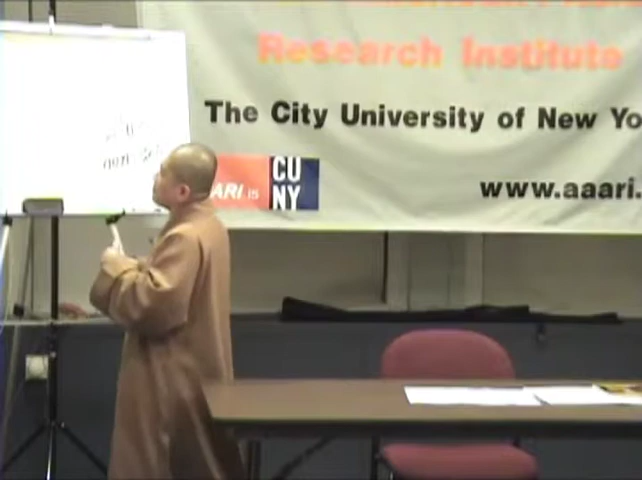 Research Institute
The City University of New Yo
ARI.is
CU
NY
www.aaari.